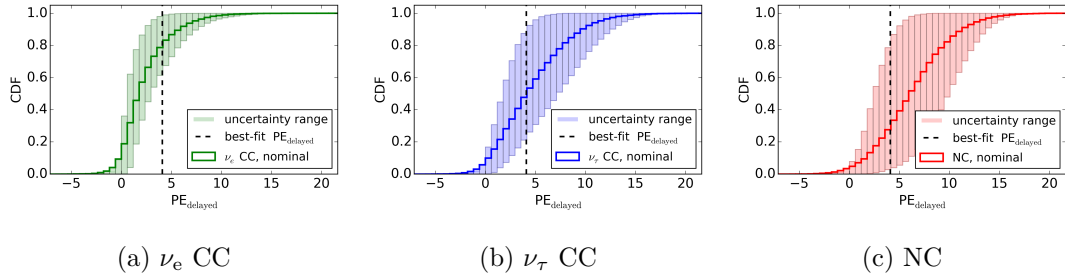 1.0
0.8
0.6
0.4
0.2
0.0
CDF
−5 0 5 10 15 20
PE_delayed
uncertainty range
best-fit PE_delayed
ν_e CC, nominal
(a) ν_e CC
1.0
0.8
0.6
0.4
0.2
0.0
CDF
−5 0 5 10 15 20
PE_delayed
uncertainty range
best-fit PE_delayed
ν_τ CC, nominal
(b) ν_τ CC
1.0
0.8
0.6
0.4
0.2
0.0
CDF
−5 0 5 10 15 20
PE_delayed
uncertainty range
best-fit PE_delayed
NC, nominal
(c) NC